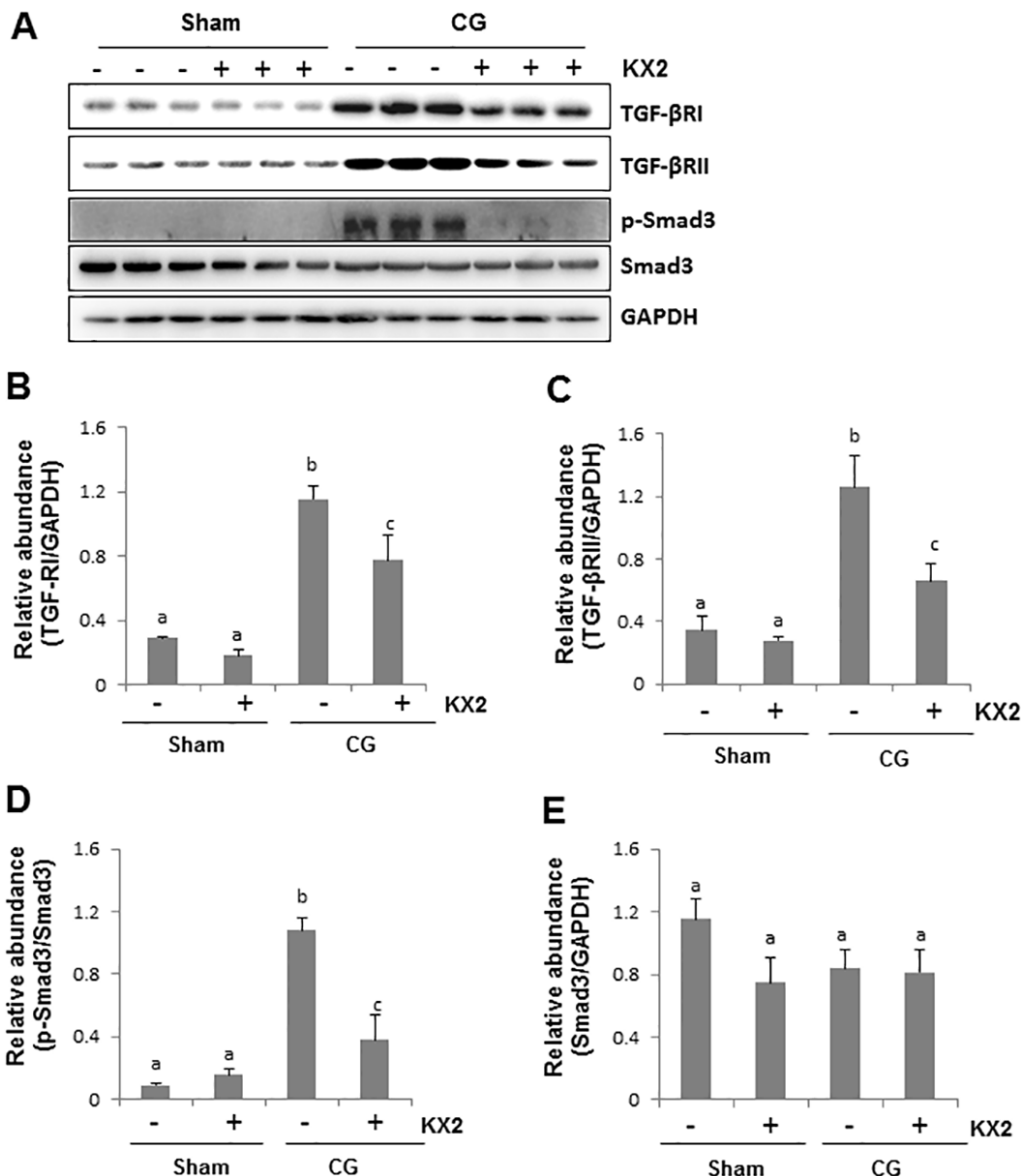 A
Sham CG
- - - + + + - - - + + + KX2
TGF-βRI
TGF-βRII
p-Smad3
Smad3
GAPDH
B
Relative abundance
(TGF-RI/GAPDH)
1.6
1.2
0.8
0.4
0
a a b c
- + - + KX2
Sham CG
C
Relative abundance
(TGF-βRII/GAPDH)
1.6
1.2
0.8
0.4
0
a a b c
- + - + KX2
Sham CG
D
Relative abundance
(p-Smad3/Smad3)
1.6
1.2
0.8
0.4
0
a a b c
- + - + KX2
Sham CG
E
Relative abundance
(Smad3/GAPDH)
1.6
1.2
0.8
0.4
0
a a a a
- + - + KX2
Sham CG